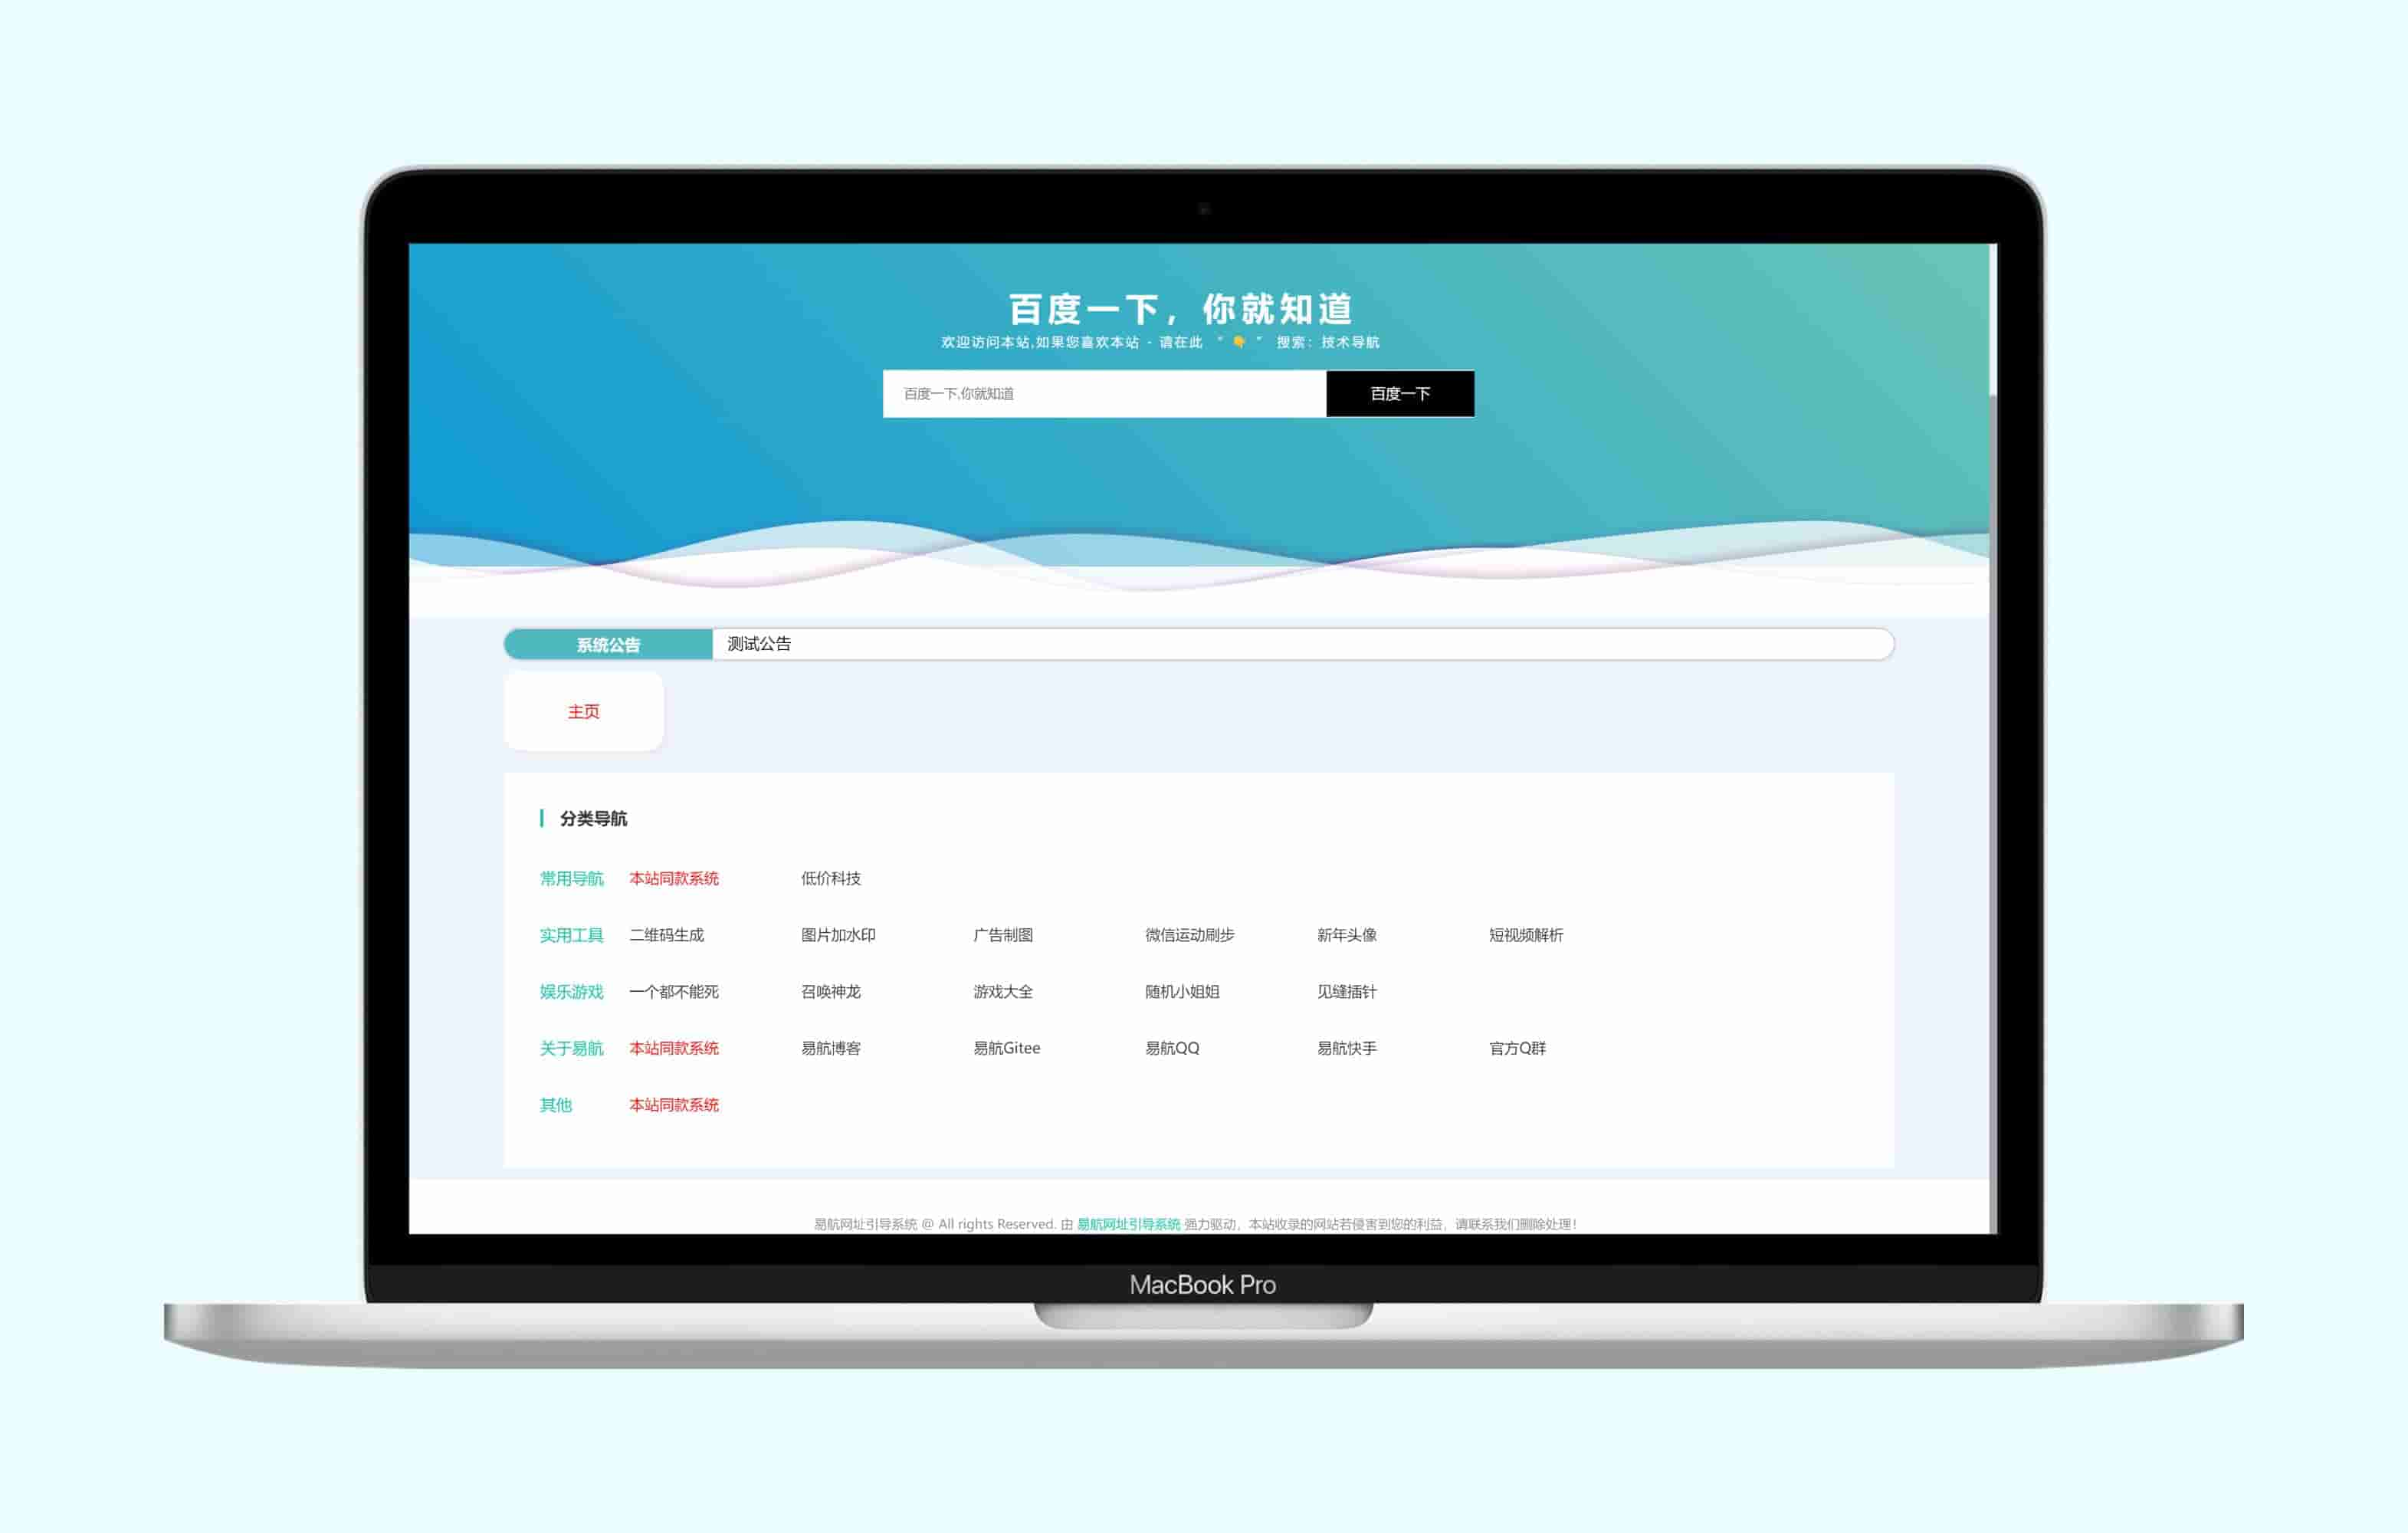 百度一下，你就知道
欢迎访问本站,如果您喜欢本站 - 请在此 " 👇 " 搜索：技术导航
百度一下,你就知道 百度一下
系统公告 测试公告
主页
分类导航
常用导航 本站同款系统 低价科技
实用工具 二维码生成 图片加水印 广告制图 微信运动刷步 新年头像 短视频解析
娱乐游戏 一个都不能死 召唤神龙 游戏大全 随机小姐姐 见缝插针
关于易航 本站同款系统 易航博客 易航Gitee 易航QQ 易航快手 官方Q群
其他 本站同款系统
易航网址引导系统 @ All rights Reserved. 由 易航网址引导系统 强力驱动，本站收录的网站若侵害到您的利益，请联系我们删除处理！
MacBook Pro